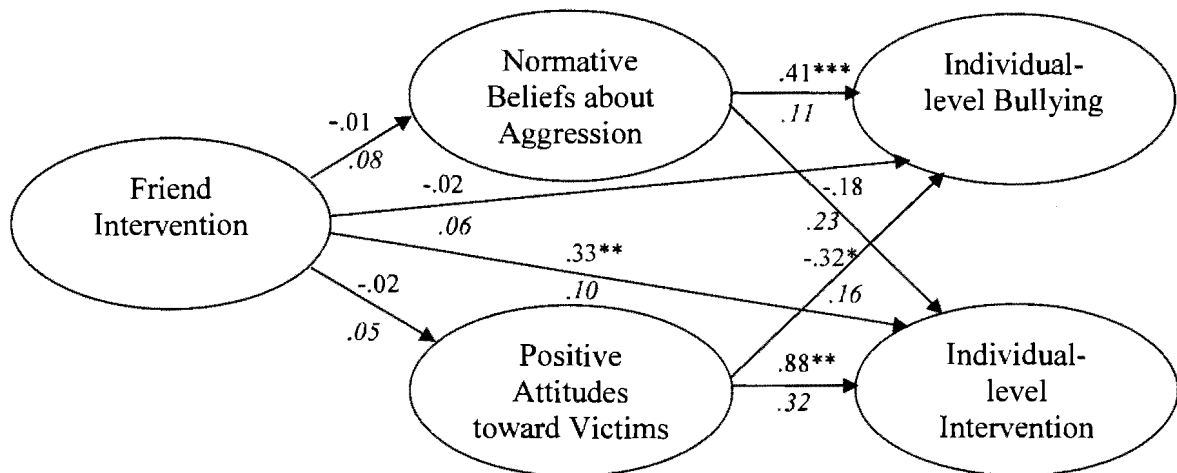 Normative
Beliefs about
Aggression
Individual-
level Bullying
.41***
.11
-.01
.08
Friend
Intervention
-.02
.06
-.18
.23
.33**
.10
-.32*
.16
-.02
.05
Positive
Attitudes
toward Victims
.88**
.32
Individual-
level
Intervention